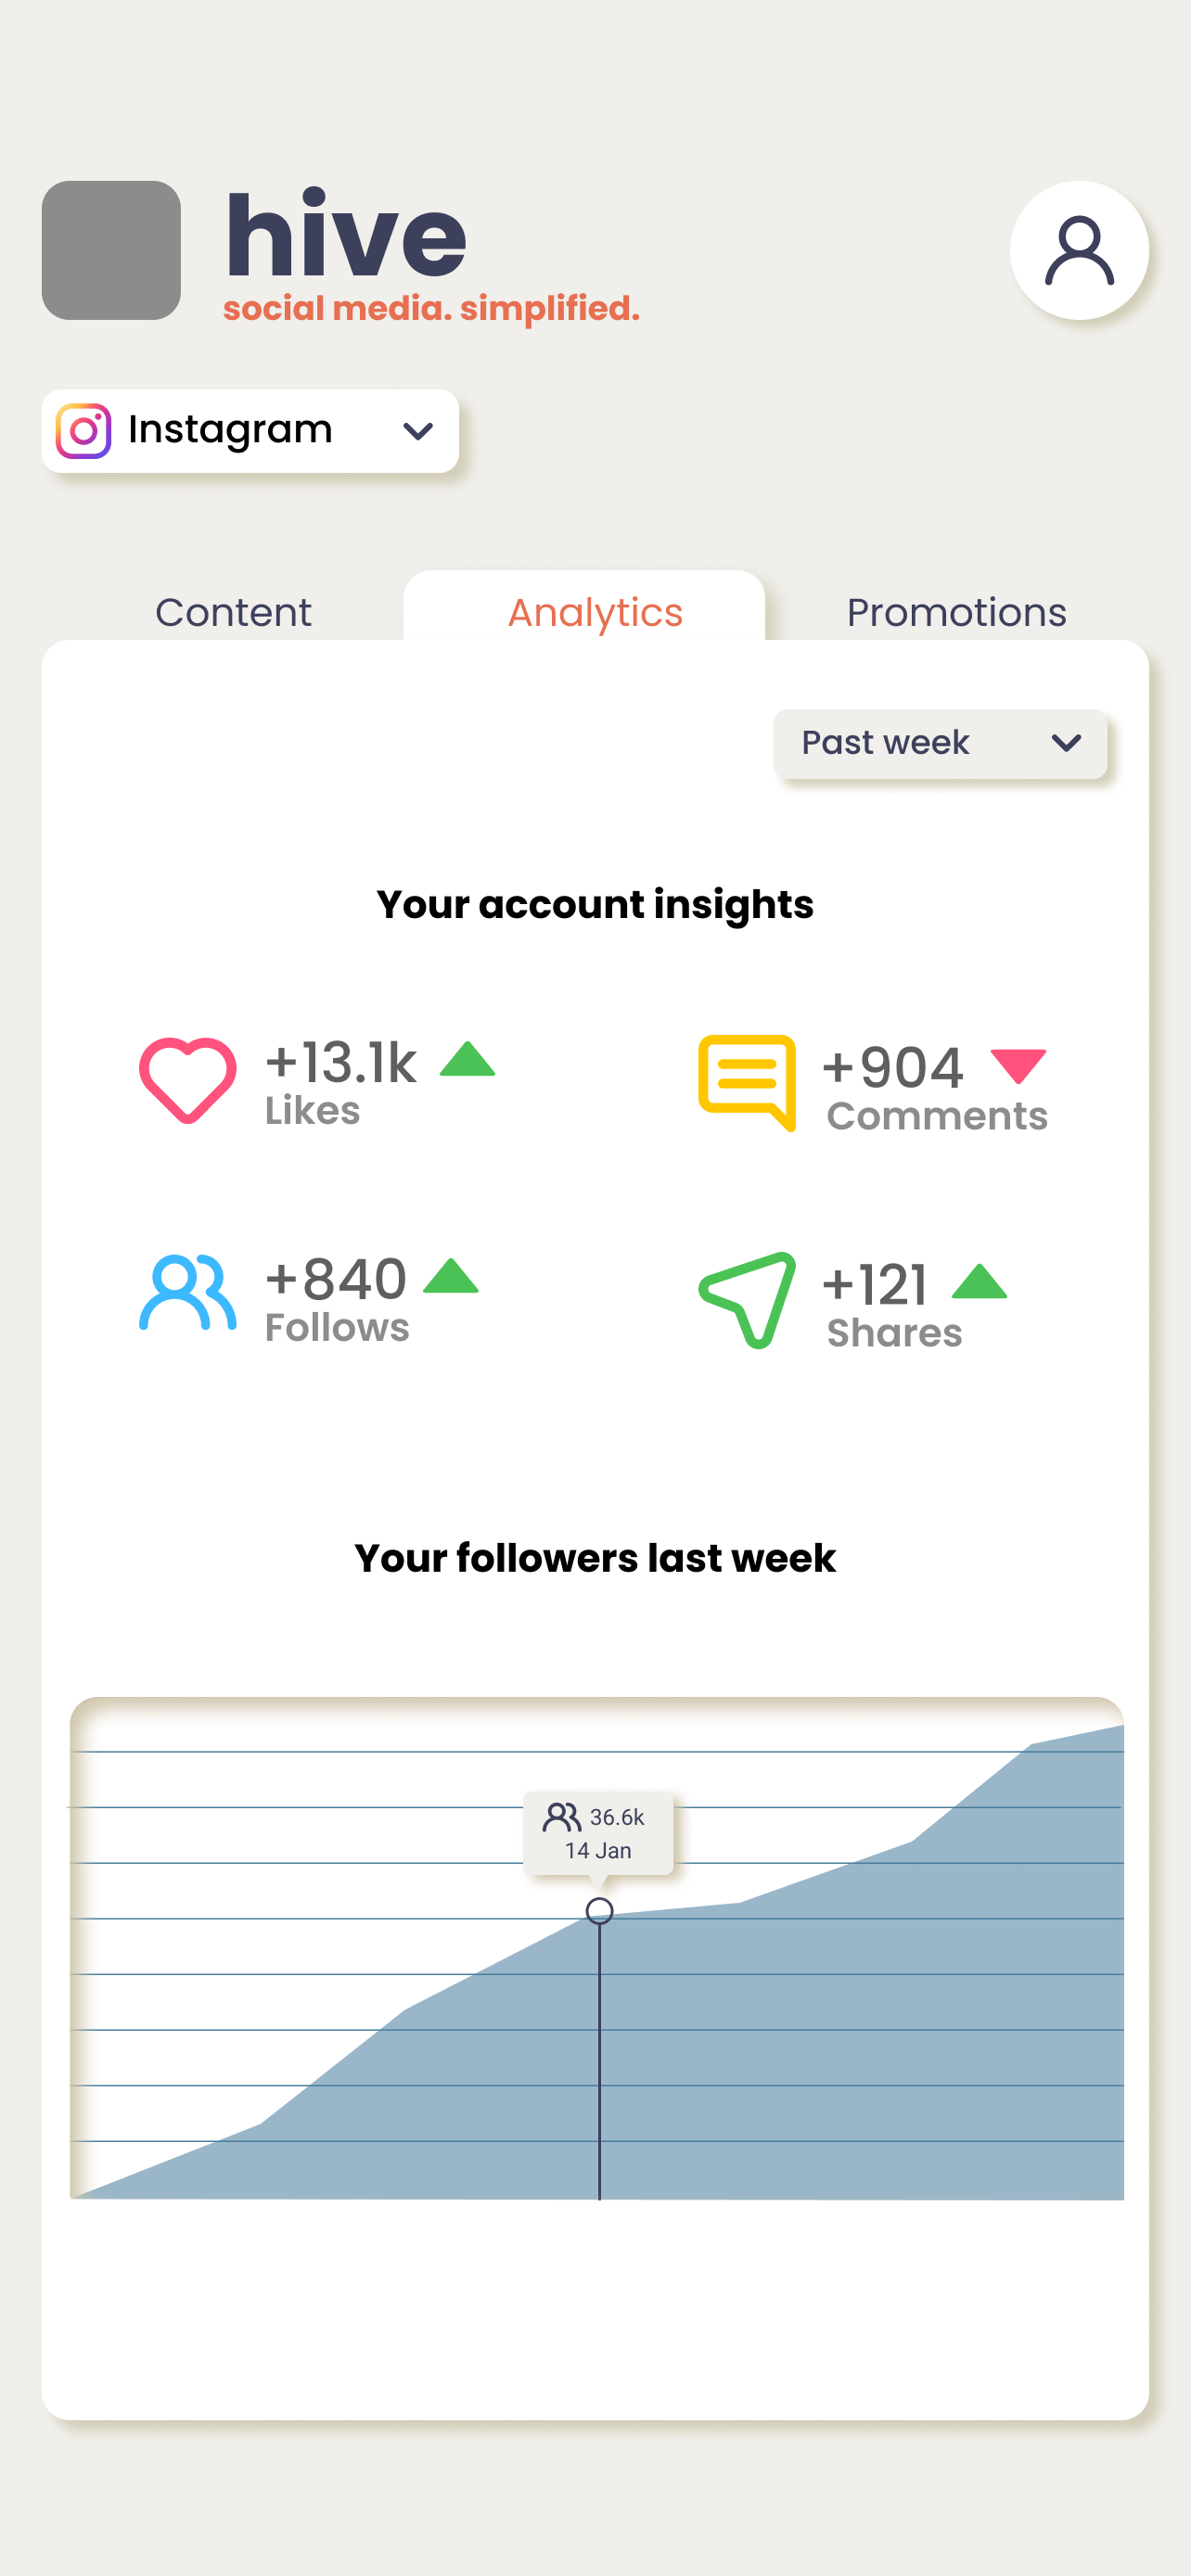 hive
social media. simplified.
Instagram
Content Analytics Promotions
Past week
Your account insights
+13.1k
Likes
+904
Comments
+840
Follows
+121
Shares
Your followers last week
36.6k
14 Jan